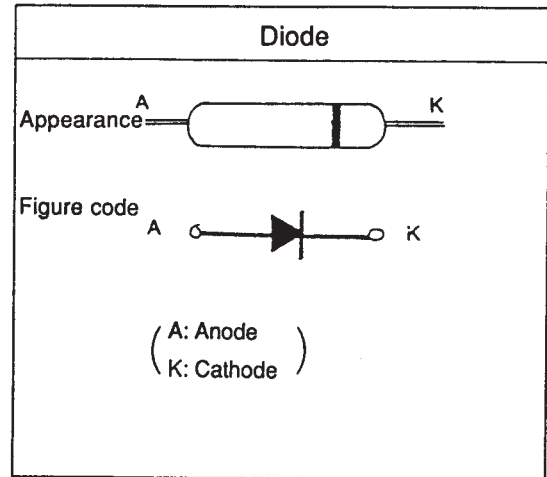 Diode
A
K
Appearance
Figure code
A
K
( A: Anode
K: Cathode )